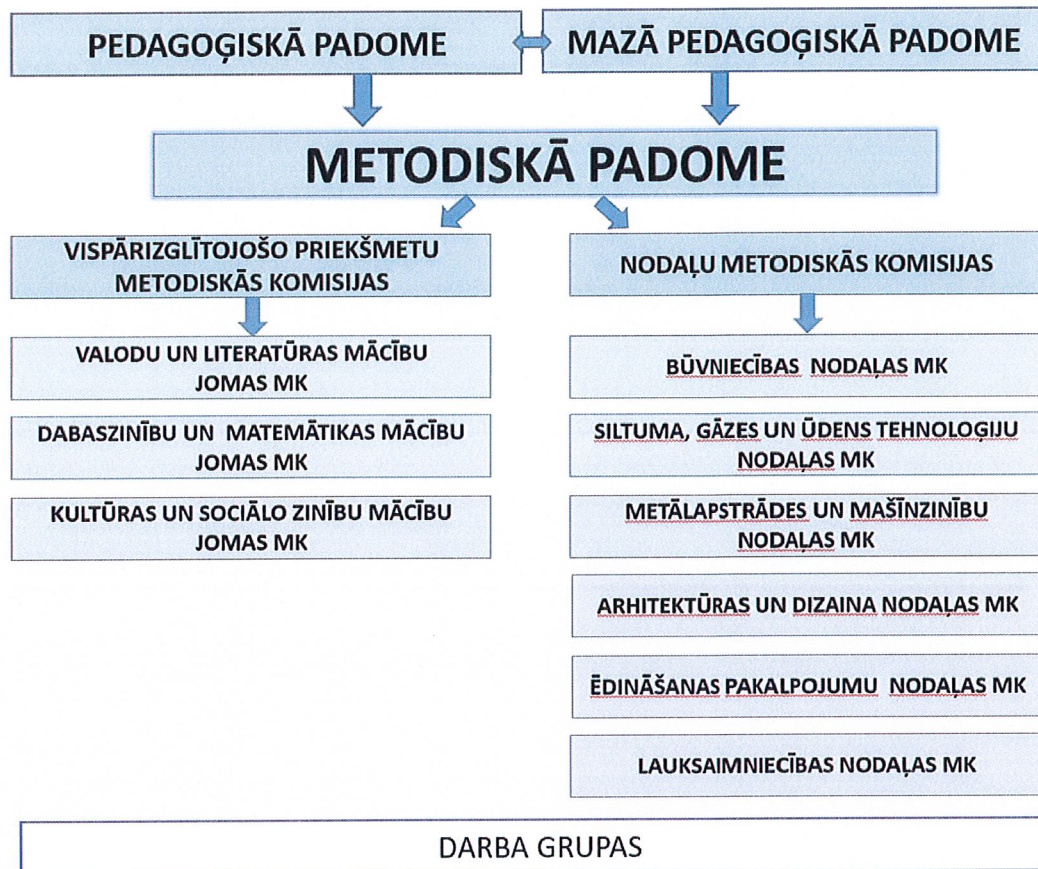 PEDAGOĢISKĀ PADOME
MAZĀ PEDAGOĢISKĀ PADOME
METODISKĀ PADOME
VISPĀRIZGLĪTOJOŠO PRIEKŠMETU
METODISKĀS KOMISIJAS
VALODU UN LITERATŪRAS MĀCĪBU
JOMAS MK
DABASZINĪBU UN MATEMĀTIKAS MĀCĪBU
JOMAS MK
KULTŪRAS UN SOCIĀLO ZINĪBU MĀCĪBU
JOMAS MK
NODAĻU METODISKĀS KOMISIJAS
BŪVNIECĪBAS NODAĻAS MK
SILTUMA, GĀZES UN ŪDENS TEHNOLOĢIJU
NODAĻAS MK
METĀLAPSTRĀDES UN MAŠĪNZINĪBU
NODAĻAS MK
ARHITEKTŪRAS UN DIZAINA NODAĻAS MK
ĒDINĀŠANAS PAKALPOJUMU NODAĻAS MK
LAUKSAIMNIECĪBAS NODAĻAS MK
DARBA GRUPAS